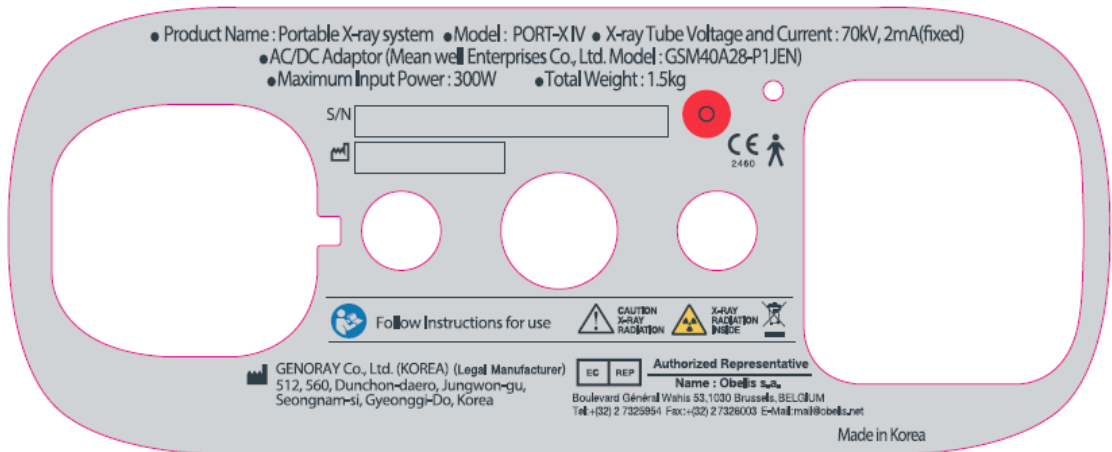 ● Product Name : Portable X-ray system ● Model : PORT-X IV ● X-ray Tube Voltage and Current : 70kV, 2mA(fixed)
● AC/DC Adaptor (Mean well Enterprises Co., Ltd. Model : GSM40A28-P1JEN)
● Maximum Input Power : 300W ● Total Weight : 1.5kg
S/N
CE
2460
Follow Instructions for use
CAUTION
X-RAY
RADIATION
X-RAY
RADIATION
INSIDE
GENORAY Co., Ltd. (KOREA) (Legal Manufacturer)
512, 560, Dunchon-daero, Jungwon-gu,
Seongnam-si, Gyeonggi-Do, Korea
EC REP
Authorized Representative
Name : Obelis s.a.
Boulevard Général Wahis 53,1030 Brussels, BELGIUM
Tel:+(32) 2 7325954 Fax:+(32) 2 7326003 E-Mail:mail@obelis.net
Made in Korea